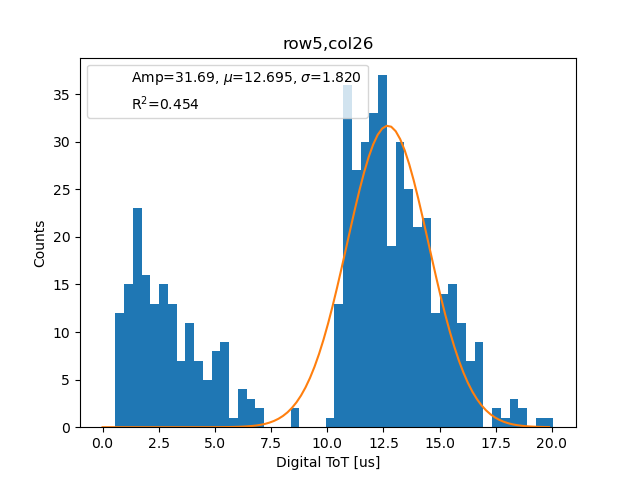 row5,col26
Amp=31.69, μ=12.695, σ=1.820
R²=0.454
35
30
25
20
15
10
5
0
Counts
0.0 2.5 5.0 7.5 10.0 12.5 15.0 17.5 20.0
Digital ToT [us]